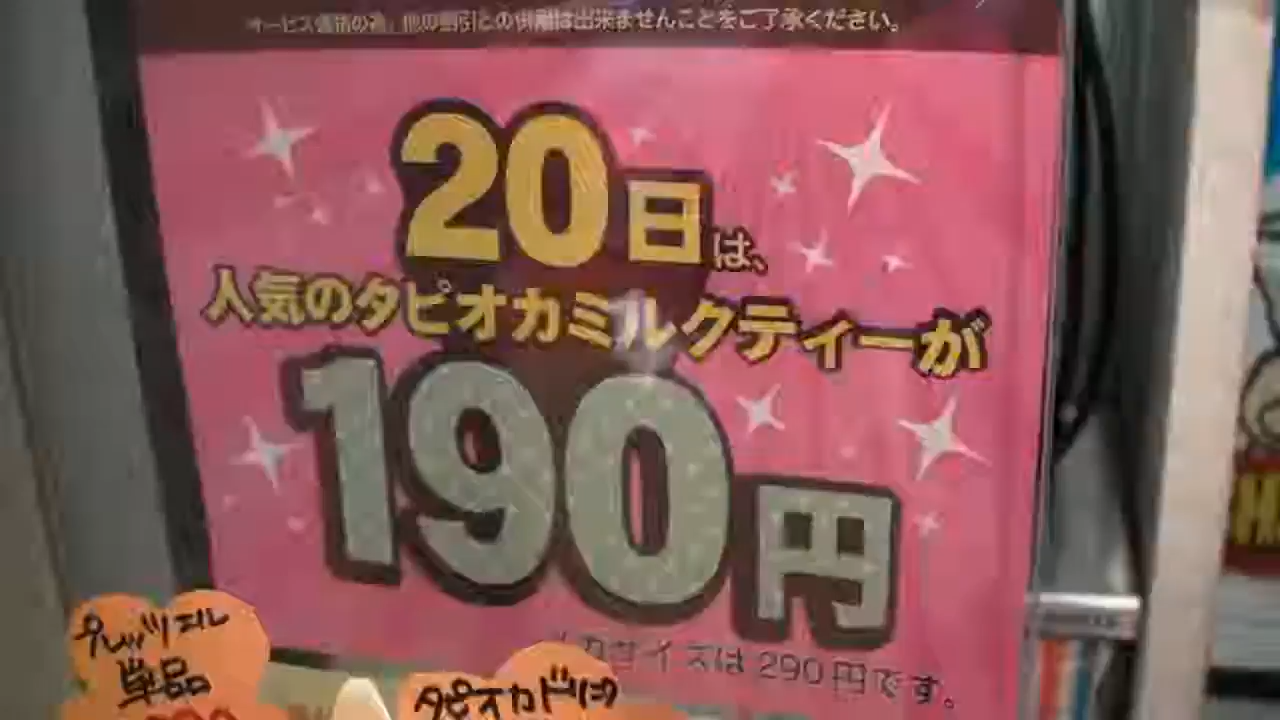 サービス価格の為、他の割引との併用は出来ませんことをご了承ください。
20日は、
人気のタピオカミルクティーが
190円
カサイズは290円です。
プレッツェル
単品
タピオカドリンク